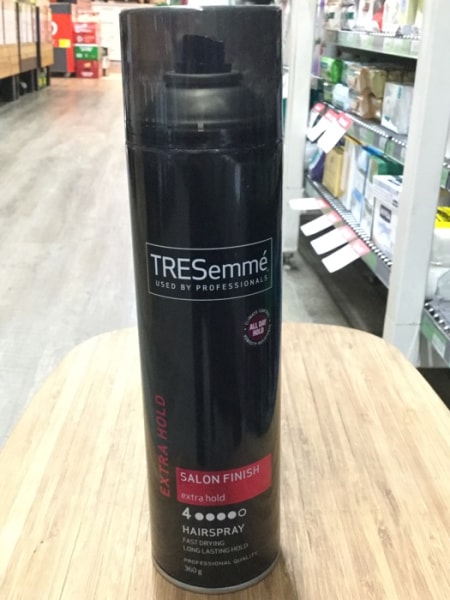 TRESemmé
USED BY PROFESSIONALS
ALL DAY
HOLD
EXTRA HOLD
SALON FINISH
extra hold
4
HAIRSPRAY
FAST DRYING
LONG LASTING HOLD
PROFESSIONAL QUALITY
360 g